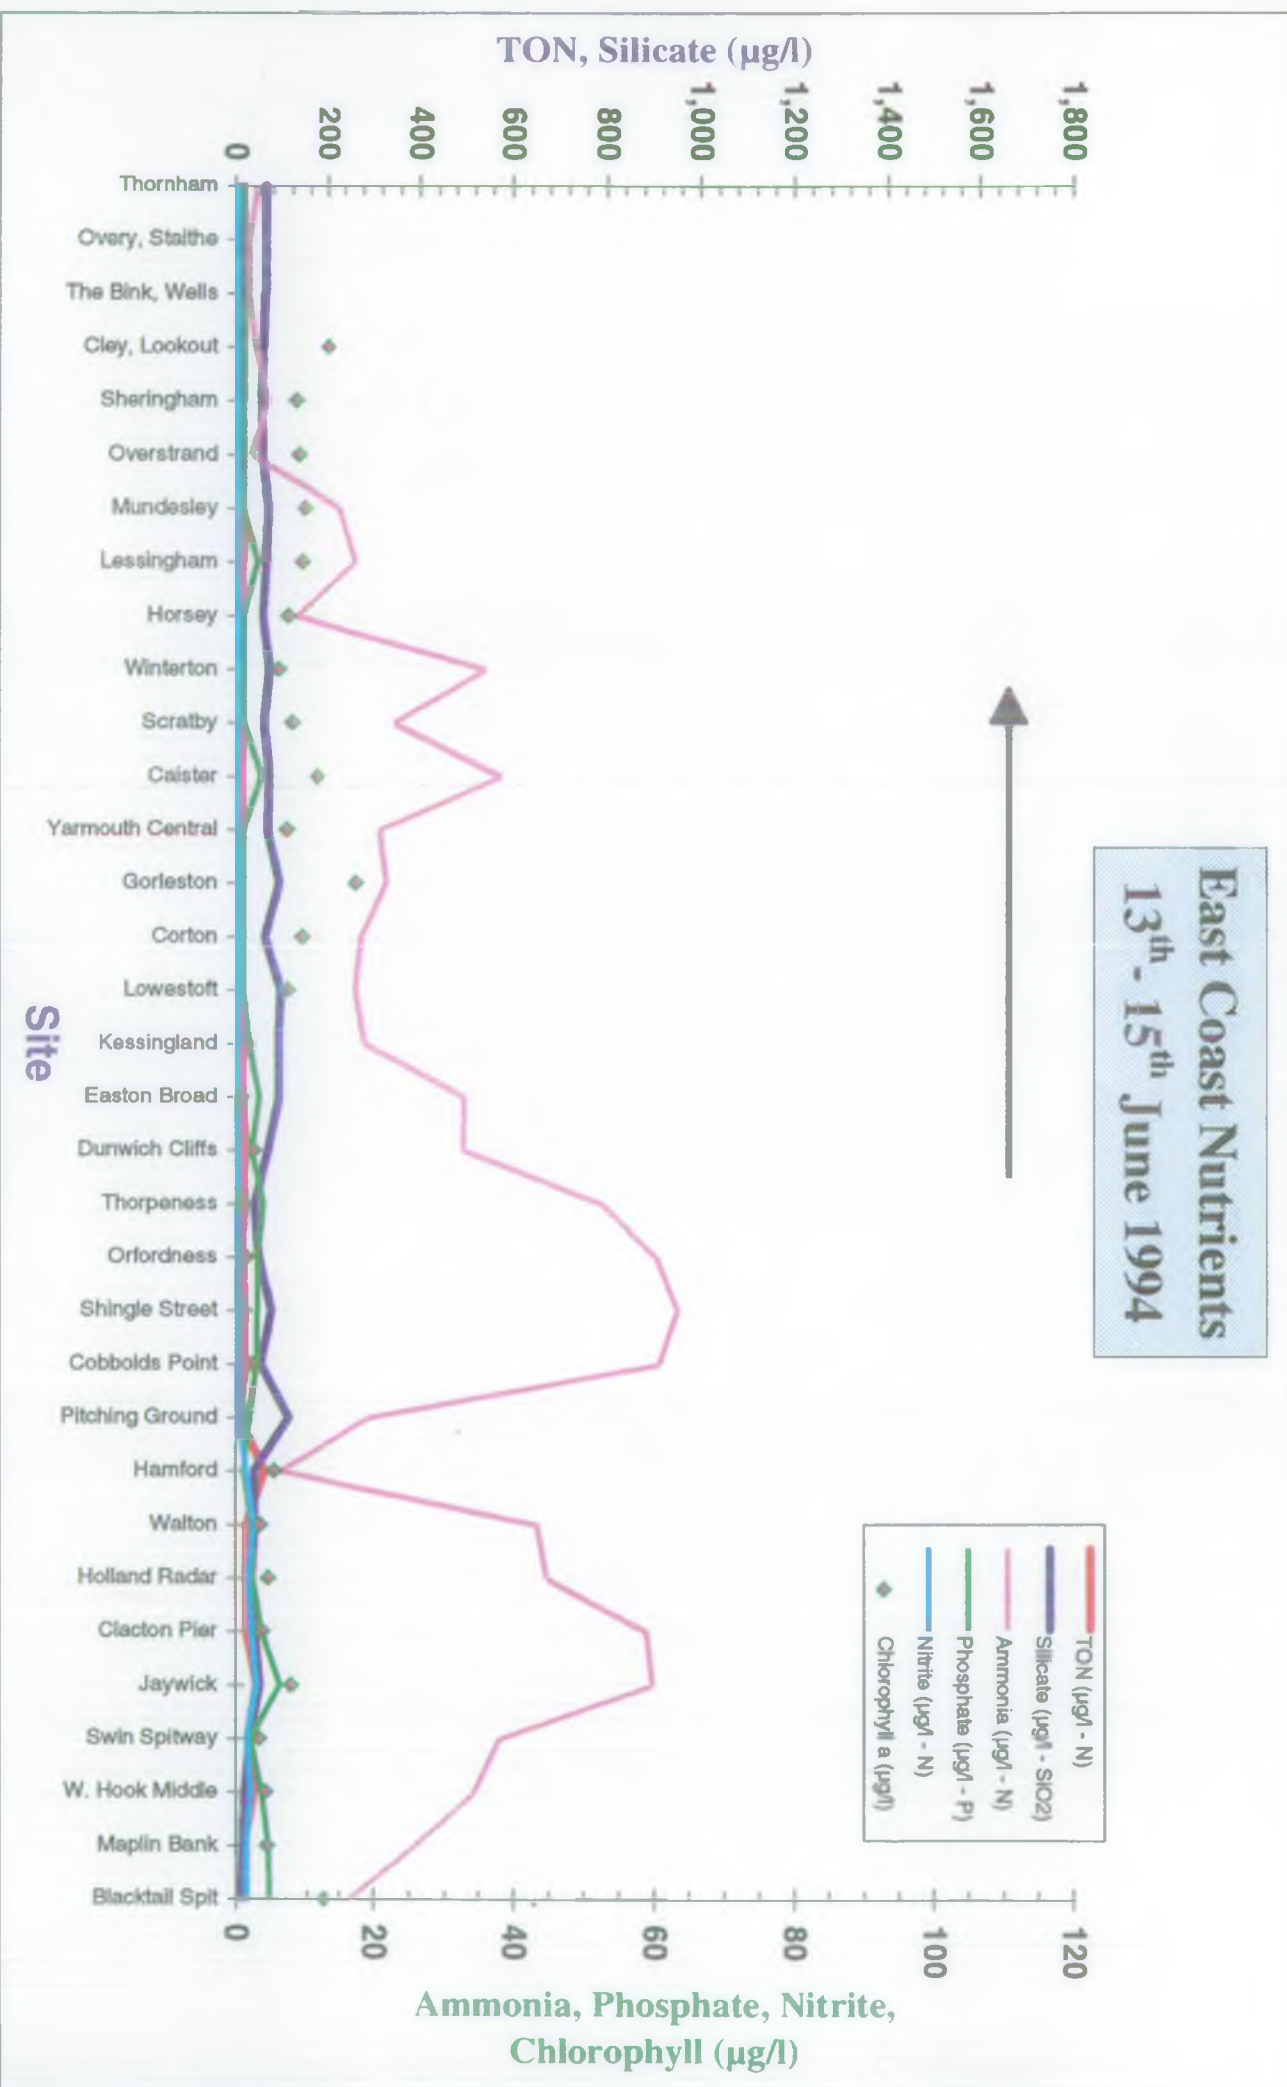 East Coast Nutrients
13th - 15th June 1994
TON, Silicate (µg/l)
1,800
1,600
1,400
1,200
1,000
800
600
400
200
0
TON (µg/l - N)
Silicate (µg/l - SiO2)
Ammonia (µg/l - N)
Phosphate (µg/l - P)
Nitrite (µg/l - N)
Chlorophyll a (µg/l)
120
100
80
60
40
20
0
Ammonia, Phosphate, Nitrite,
Chlorophyll (µg/l)
Thornham
Overy, Staithe
The Bink, Wells
Cley, Lookout
Sheringham
Overstrand
Mundesley
Lessingham
Horsey
Winterton
Scratby
Caister
Yarmouth Central
Gorleston
Corton
Lowestoft
Kessingland
Easton Broad
Dunwich Cliffs
Thorpeness
Orfordness
Shingle Street
Cobbolds Point
Pitching Ground
Hamford
Walton
Holland Radar
Clacton Pier
Jaywick
Swin Spitway
W. Hook Middle
Maplin Bank
Blacktail Spit
Site